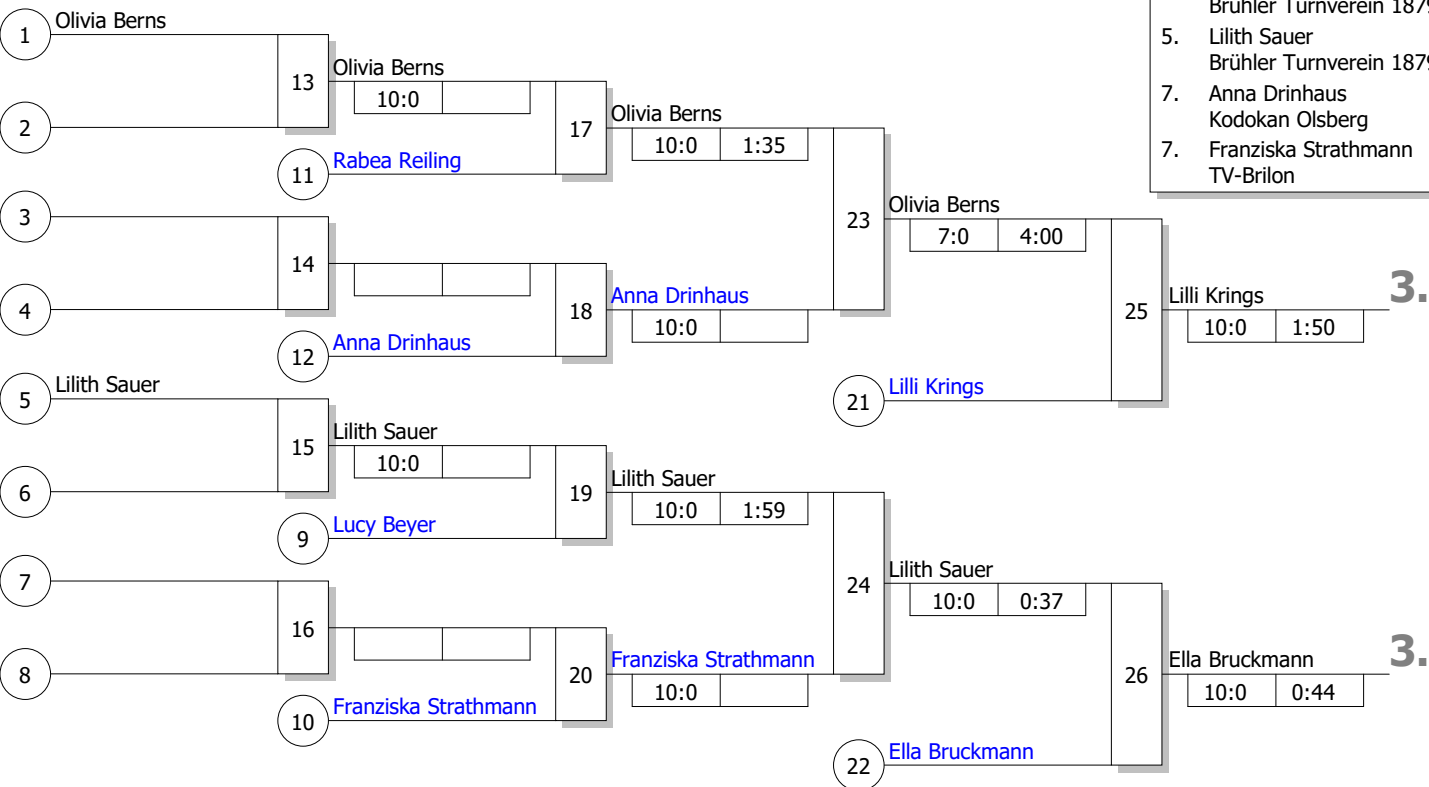 1
Olivia Berns
2
13
Olivia Berns
10:0
11
Rabea Reiling
17
Olivia Berns
10:0 1:35
3
4
14
12
Anna Drinhaus
18
Anna Drinhaus
10:0
23
Olivia Berns
7:0 4:00
21
Lilli Krings
25
Lilli Krings
10:0 1:50
3.
5
Lilith Sauer
6
15
Lilith Sauer
10:0
9
Lucy Beyer
19
Lilith Sauer
10:0 1:59
7
8
16
10
Franziska Strathmann
20
Franziska Strathmann
10:0
24
Lilith Sauer
10:0 0:37
22
Ella Bruckmann
26
Ella Bruckmann
10:0 0:44
3.
Brühler Turnverein 1879
5. Lilith Sauer
Brühler Turnverein 1879
7. Anna Drinhaus
Kodokan Olsberg
7. Franziska Strathmann
TV-Brilon